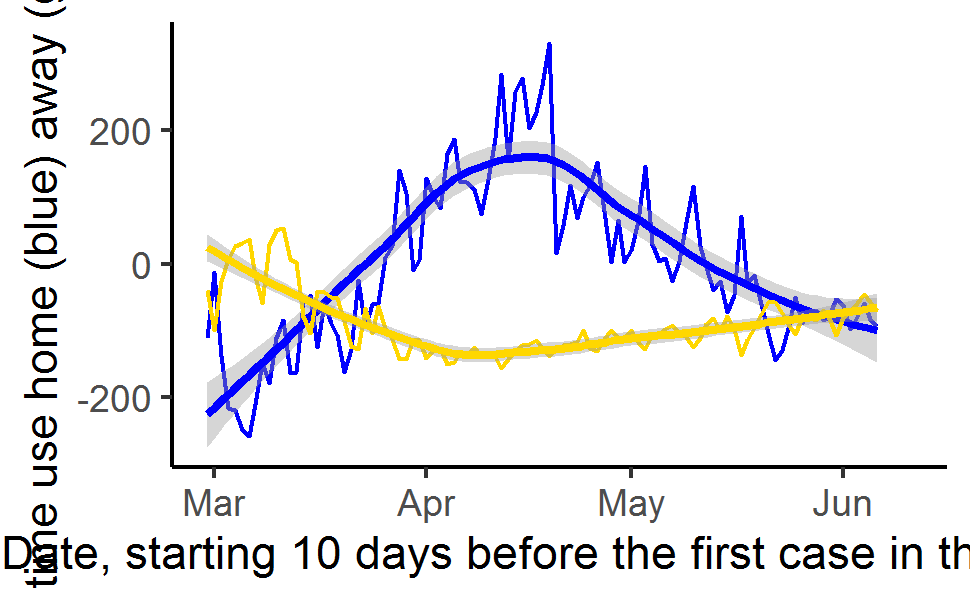 time use home (blue) away (
200
0
-200
Mar
Apr
May
Jun
Date, starting 10 days before the first case in th